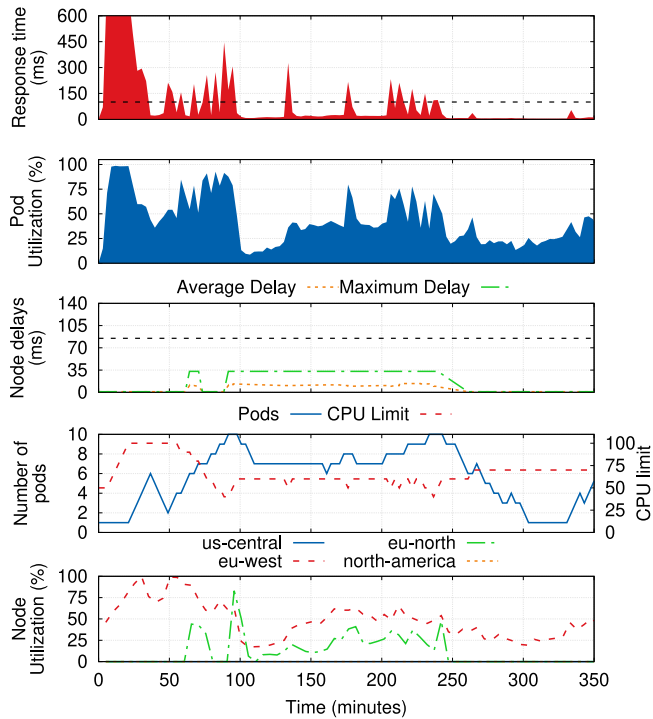 600
450
300
150
0
Response time
(ms)
100
75
50
25
0
Pod
Utilization (%)
Average Delay Maximum Delay
140
105
70
35
0
Node delays
(ms)
Pods CPU Limit
10
8
6
4
2
0
Number of
pods
100
75
50
25
0
CPU limit
us-central eu-north
eu-west north-america
100
75
50
25
0
Node
Utilization (%)
0 50 100 150 200 250 300 350
Time (minutes)